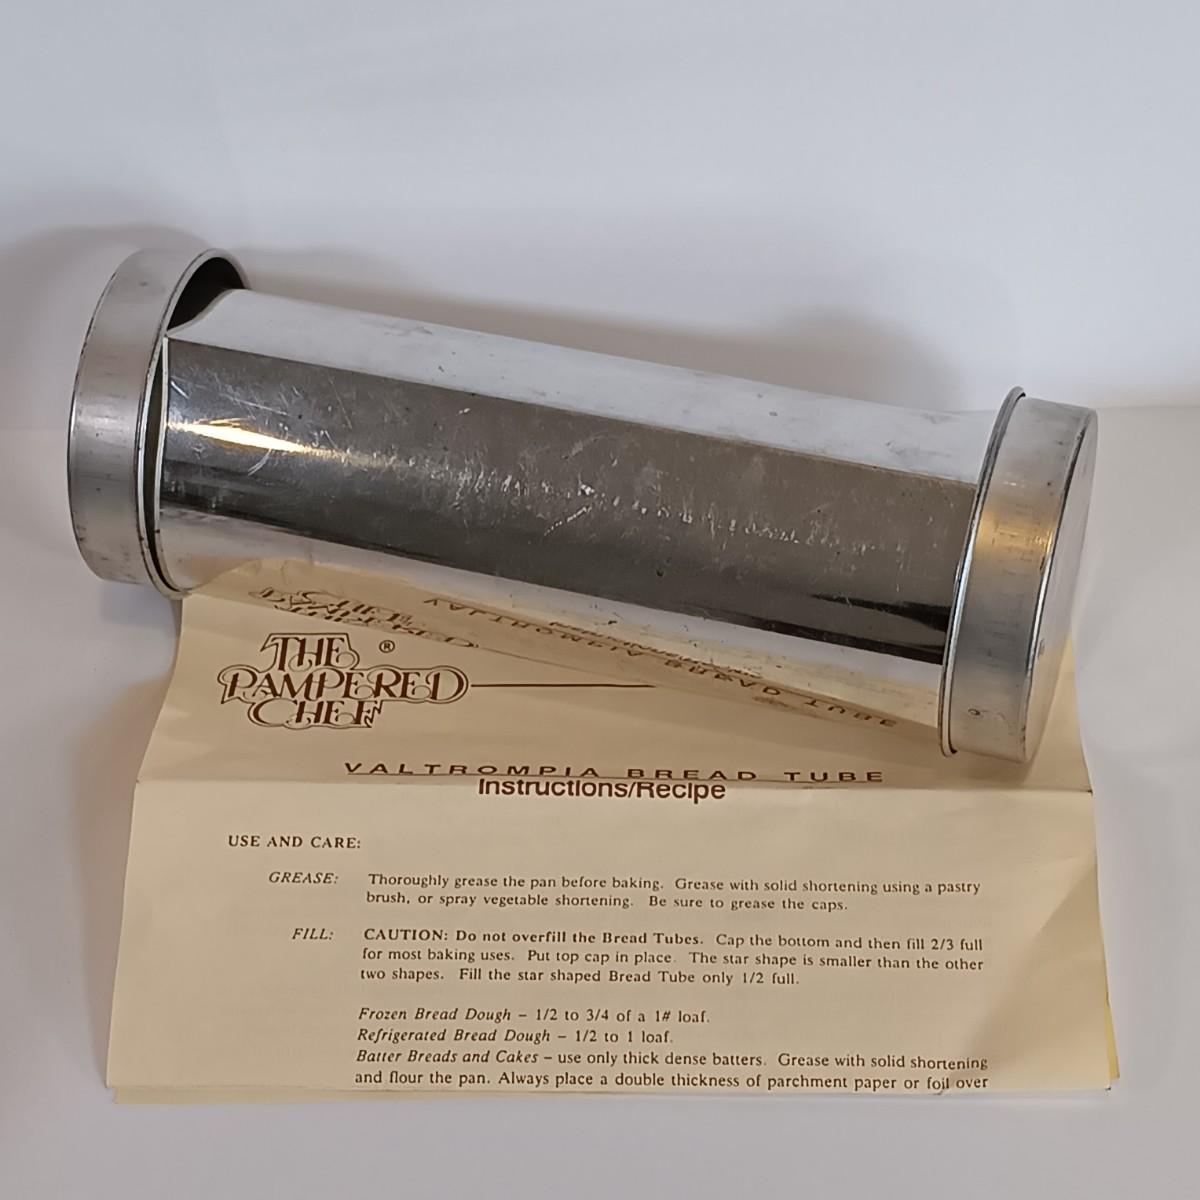 THE ®
PAMPERED
CHEF
VALTROMPIA BREAD TUBE
Instructions/Recipe
USE AND CARE:
GREASE: Thoroughly grease the pan before baking. Grease with solid shortening using a pastry
brush, or spray vegetable shortening. Be sure to grease the caps.
FILL: CAUTION: Do not overfill the Bread Tubes. Cap the bottom and then fill 2/3 full
for most baking uses. Put top cap in place. The star shape is smaller than the other
two shapes. Fill the star shaped Bread Tube only 1/2 full.
Frozen Bread Dough – 1/2 to 3/4 of a 1# loaf.
Refrigerated Bread Dough – 1/2 to 1 loaf.
Batter Breads and Cakes – use only thick dense batters. Grease with solid shortening
and flour the pan. Always place a double thickness of parchment paper or foil over